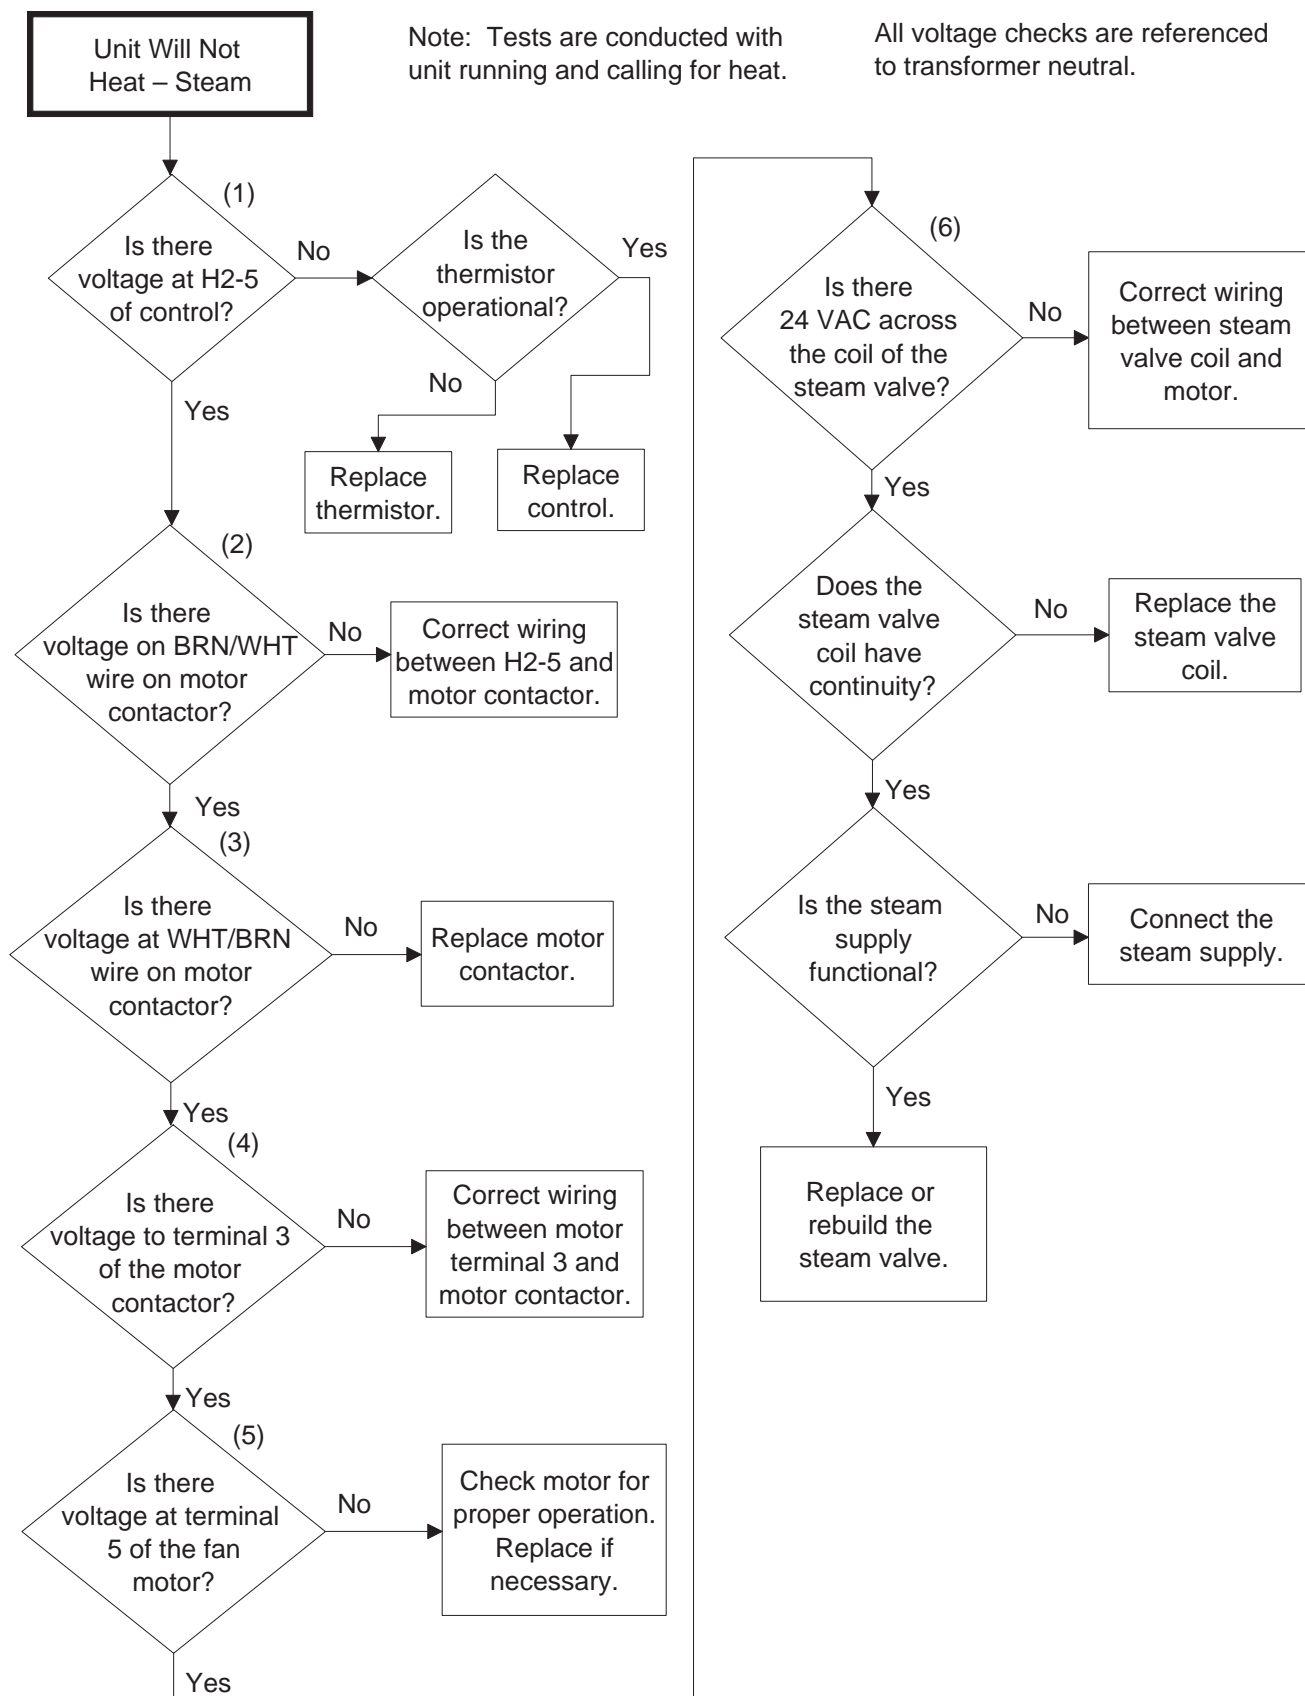 Unit Will Not
Heat – Steam
Note:  Tests are conducted with
unit running and calling for heat.
All voltage checks are referenced
to transformer neutral.
(1)
Is there
voltage at H2-5
of control?
No
Is the
thermistor
operational?
Yes
No
Yes
Replace
thermistor.
Replace
control.
(2)
Is there
voltage on BRN/WHT
wire on motor
contactor?
No
Correct wiring
between H2-5 and
motor contactor.
Yes
(3)
Is there
voltage at WHT/BRN
wire on motor
contactor?
No
Replace motor
contactor.
Yes
(4)
Is there
voltage to terminal 3
of the motor
contactor?
No
Correct wiring
between motor
terminal 3 and
motor contactor.
Yes
(5)
Is there
voltage at terminal
5 of the fan
motor?
No
Check motor for
proper operation.
Replace if
necessary.
Yes
(6)
Is there
24 VAC across
the coil of the
steam valve?
No
Correct wiring
between steam
valve coil and
motor.
Yes
Does the
steam valve
coil have
continuity?
No
Replace the
steam valve
coil.
Yes
Is the steam
supply
functional?
No
Connect the
steam supply.
Yes
Replace or
rebuild the
steam valve.